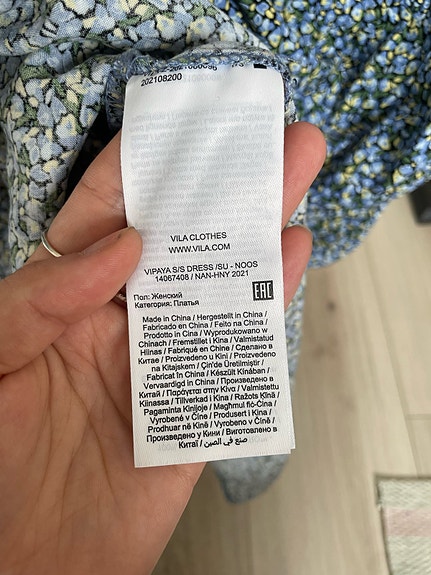 202108200
VILA CLOTHES
WWW.VILA.COM
VIPAYA S/S DRESS /SU - NOOS
14067408 / NAN-HNY 2021
EAC
Пол: Женский
Категория: Платья
Made in China / Hergestellt in China /
Fabricado en China / Feito na China /
Prodotto in Cina / Wyprodukowano w
Chinach / Fremstillet i Kina / Valmistatud
Hiinas / Fabriqué en Chine / Сделано в
Китае / Proizvedeno u Kini / Proizvedeno
na Kitajskem / Çin'de Üretilmiştir /
Fabricat în China / Készült Kínában /
Vervaardigd in China / Произведено в
Китай / Παράγεται στην Κίνα / Valmistettu
Kiinassa / Tillverkad i Kina / Ražots Ķīnā /
Pagaminta Kinijoje / Magħmul fiċ-Ċina /
Vyrobené v Číne / Produsert i Kina /
Prodhuar në Kinë / Vyrobeno v Číně /
Произведено у Кини / Виготовлено в
Китаї / صنع في الصين